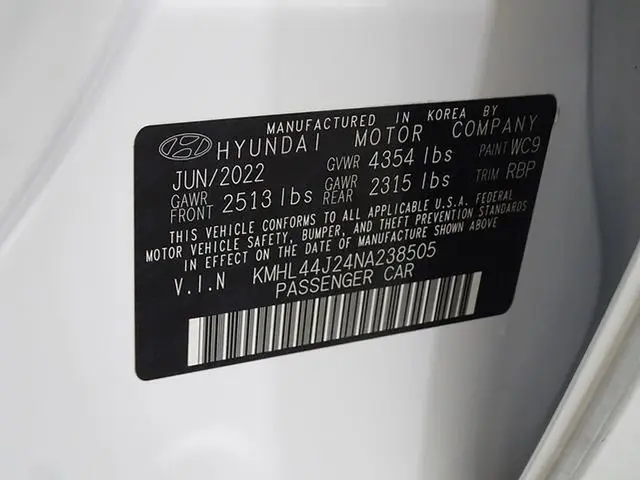 MANUFACTURED IN KOREA BY
HYUNDAI MOTOR COMPANY
JUN/2022 GVWR 4354 lbs PAINT WC9
GAWR FRONT 2513 lbs GAWR REAR 2315 lbs TRIM RBP
THIS VEHICLE CONFORMS TO ALL APPLICABLE U.S.A. FEDERAL
MOTOR VEHICLE SAFETY, BUMPER, AND THEFT PREVENTION STANDARDS
IN EFFECT ON THE DATE OF MANUFACTURE SHOWN ABOVE.
V.I.N KMHL44J24NA238505
PASSENGER CAR